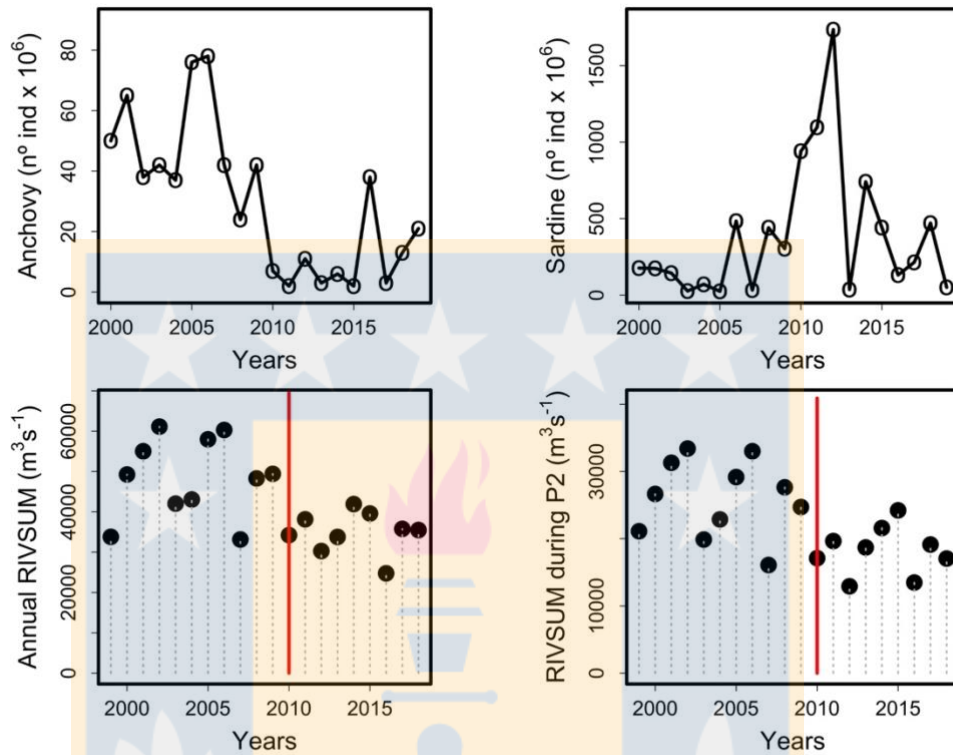 Anchovy (nº ind x 10⁶)
0 20 40 60 80
2000 2005 2010 2015
Years
Sardine (nº ind x 10⁶)
0 500 1000 1500
2000 2005 2010 2015
Years
Annual RIVSUM (m³s⁻¹)
0 20000 40000 60000
2000 2005 2010 2015
Years
RIVSUM during P2 (m³s⁻¹)
0 10000 30000
2000 2005 2010 2015
Years